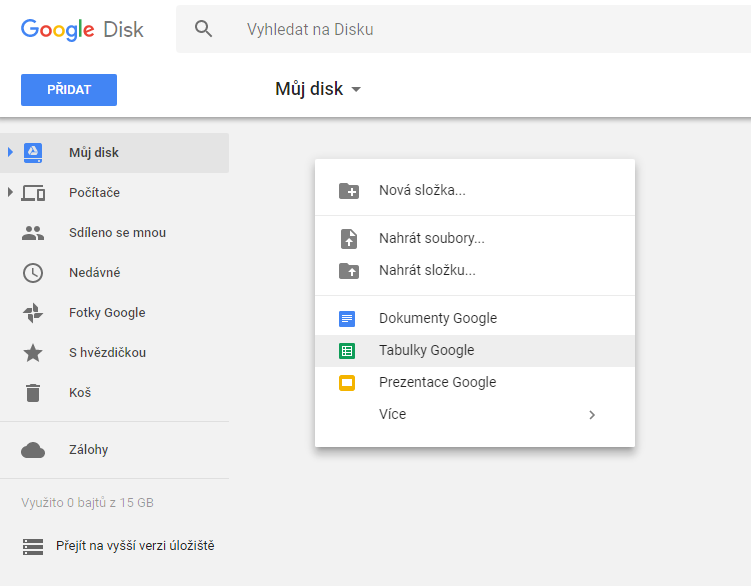 Google Disk
Vyhledat na Disku
PŘIDAT
Můj disk
Můj disk
Počítače
Sdíleno se mnou
Nedávné
Fotky Google
S hvězdičkou
Koš
Zálohy
Využito 0 bajtů z 15 GB
Přejít na vyšší verzi úložiště
Nová složka...
Nahrát soubory...
Nahrát složku...
Dokumenty Google
Tabulky Google
Prezentace Google
Více